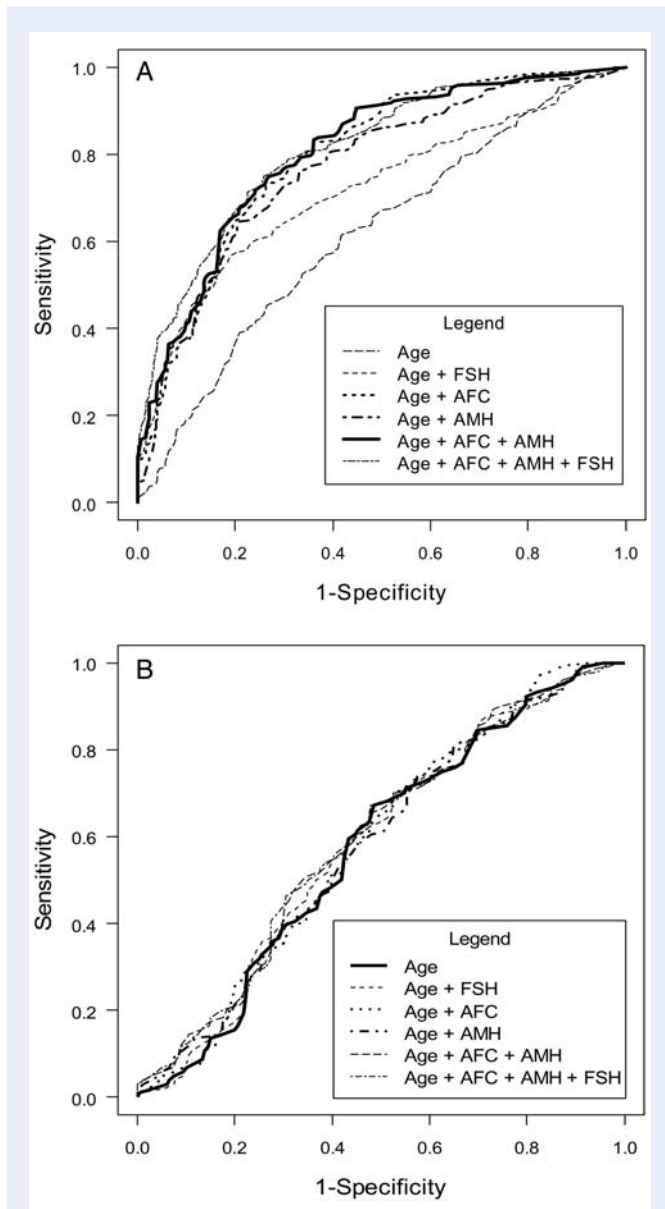 A
1.0
0.8
0.6
0.4
0.2
0.0
Sensitivity
Legend
Age
Age + FSH
Age + AFC
Age + AMH
Age + AFC + AMH
Age + AFC + AMH + FSH
0.0 0.2 0.4 0.6 0.8 1.0
1-Specificity
B
1.0
0.8
0.6
0.4
0.2
0.0
Sensitivity
Legend
Age
Age + FSH
Age + AFC
Age + AMH
Age + AFC + AMH
Age + AFC + AMH + FSH
0.0 0.2 0.4 0.6 0.8 1.0
1-Specificity